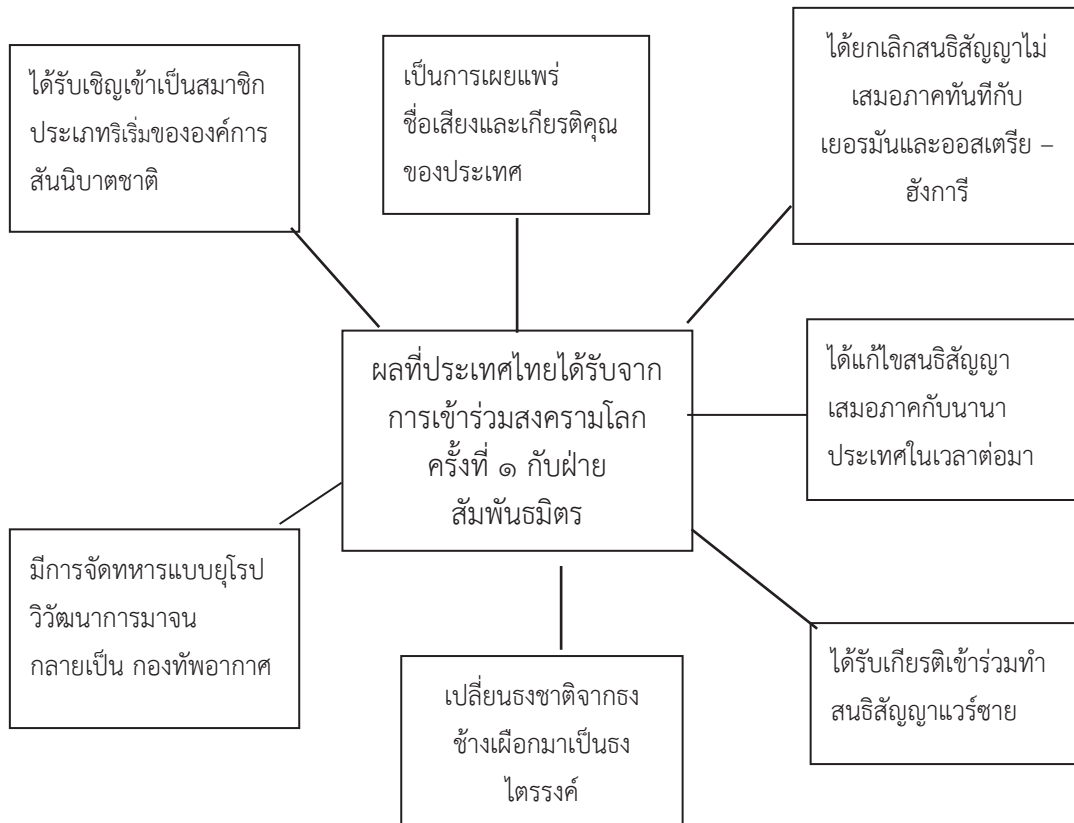 ได้รับเชิญเข้าเป็นสมาชิก
ประเภทริเริ่มขององค์การ
สันนิบาตชาติ
เป็นการเผยแพร่
ชื่อเสียงและเกียรติคุณ
ของประเทศ
ได้ยกเลิกสนธิสัญญาไม่
เสมอภาคทันทีกับ
เยอรมันและออสเตรีย –
ฮังการี
ผลที่ประเทศไทยได้รับจาก
การเข้าร่วมสงครามโลก
ครั้งที่ ๑ กับฝ่าย
สัมพันธมิตร
ได้แก้ไขสนธิสัญญา
เสมอภาคกับนานา
ประเทศในเวลาต่อมา
มีการจัดทหารแบบยุโรป
วิวัฒนาการมาจน
กลายเป็น กองทัพอากาศ
เปลี่ยนธงชาติจากธง
ช้างเผือกมาเป็นธง
ไตรรงค์
ได้รับเกียรติเข้าร่วมทำ
สนธิสัญญาแวร์ซาย